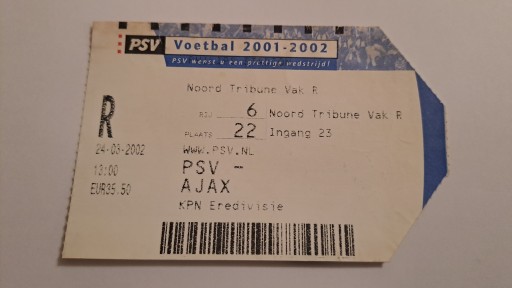 PSV Voetbal 2001-2002
PSV wenst u een prettige wedstrijd!
Noord Tribune Vak R
RIJ 6 Noord Tribune Vak R
PLAATS 22 Ingang 23
R
24-03-2002
WWW.PSV.NL
13:00
PSV -
EUR35.50
AJAX
KPN Eredivisie